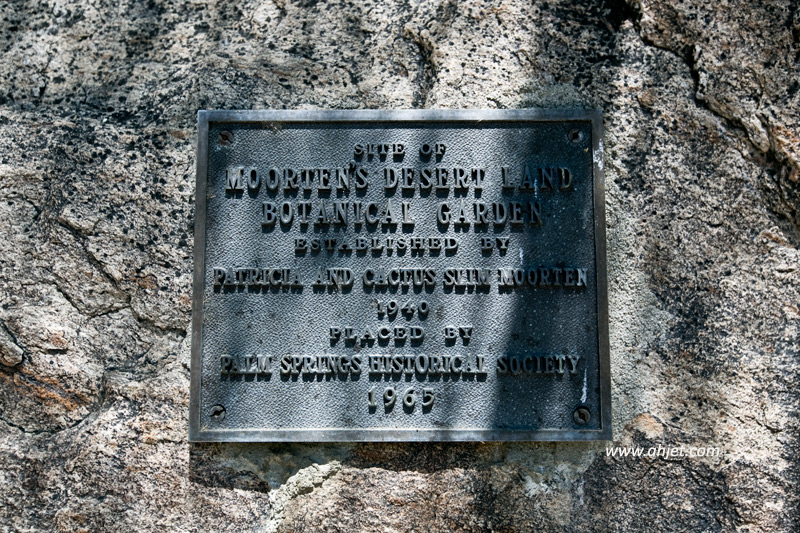 SITE OF
MOORTEN'S DESERT LAND
BOTANICAL GARDEN
ESTABLISHED BY
PATRICIA AND CACTUS SLIM MOORTEN
1940
PLACED BY
PALM SPRINGS HISTORICAL SOCIETY
1965
www.ghjet.com